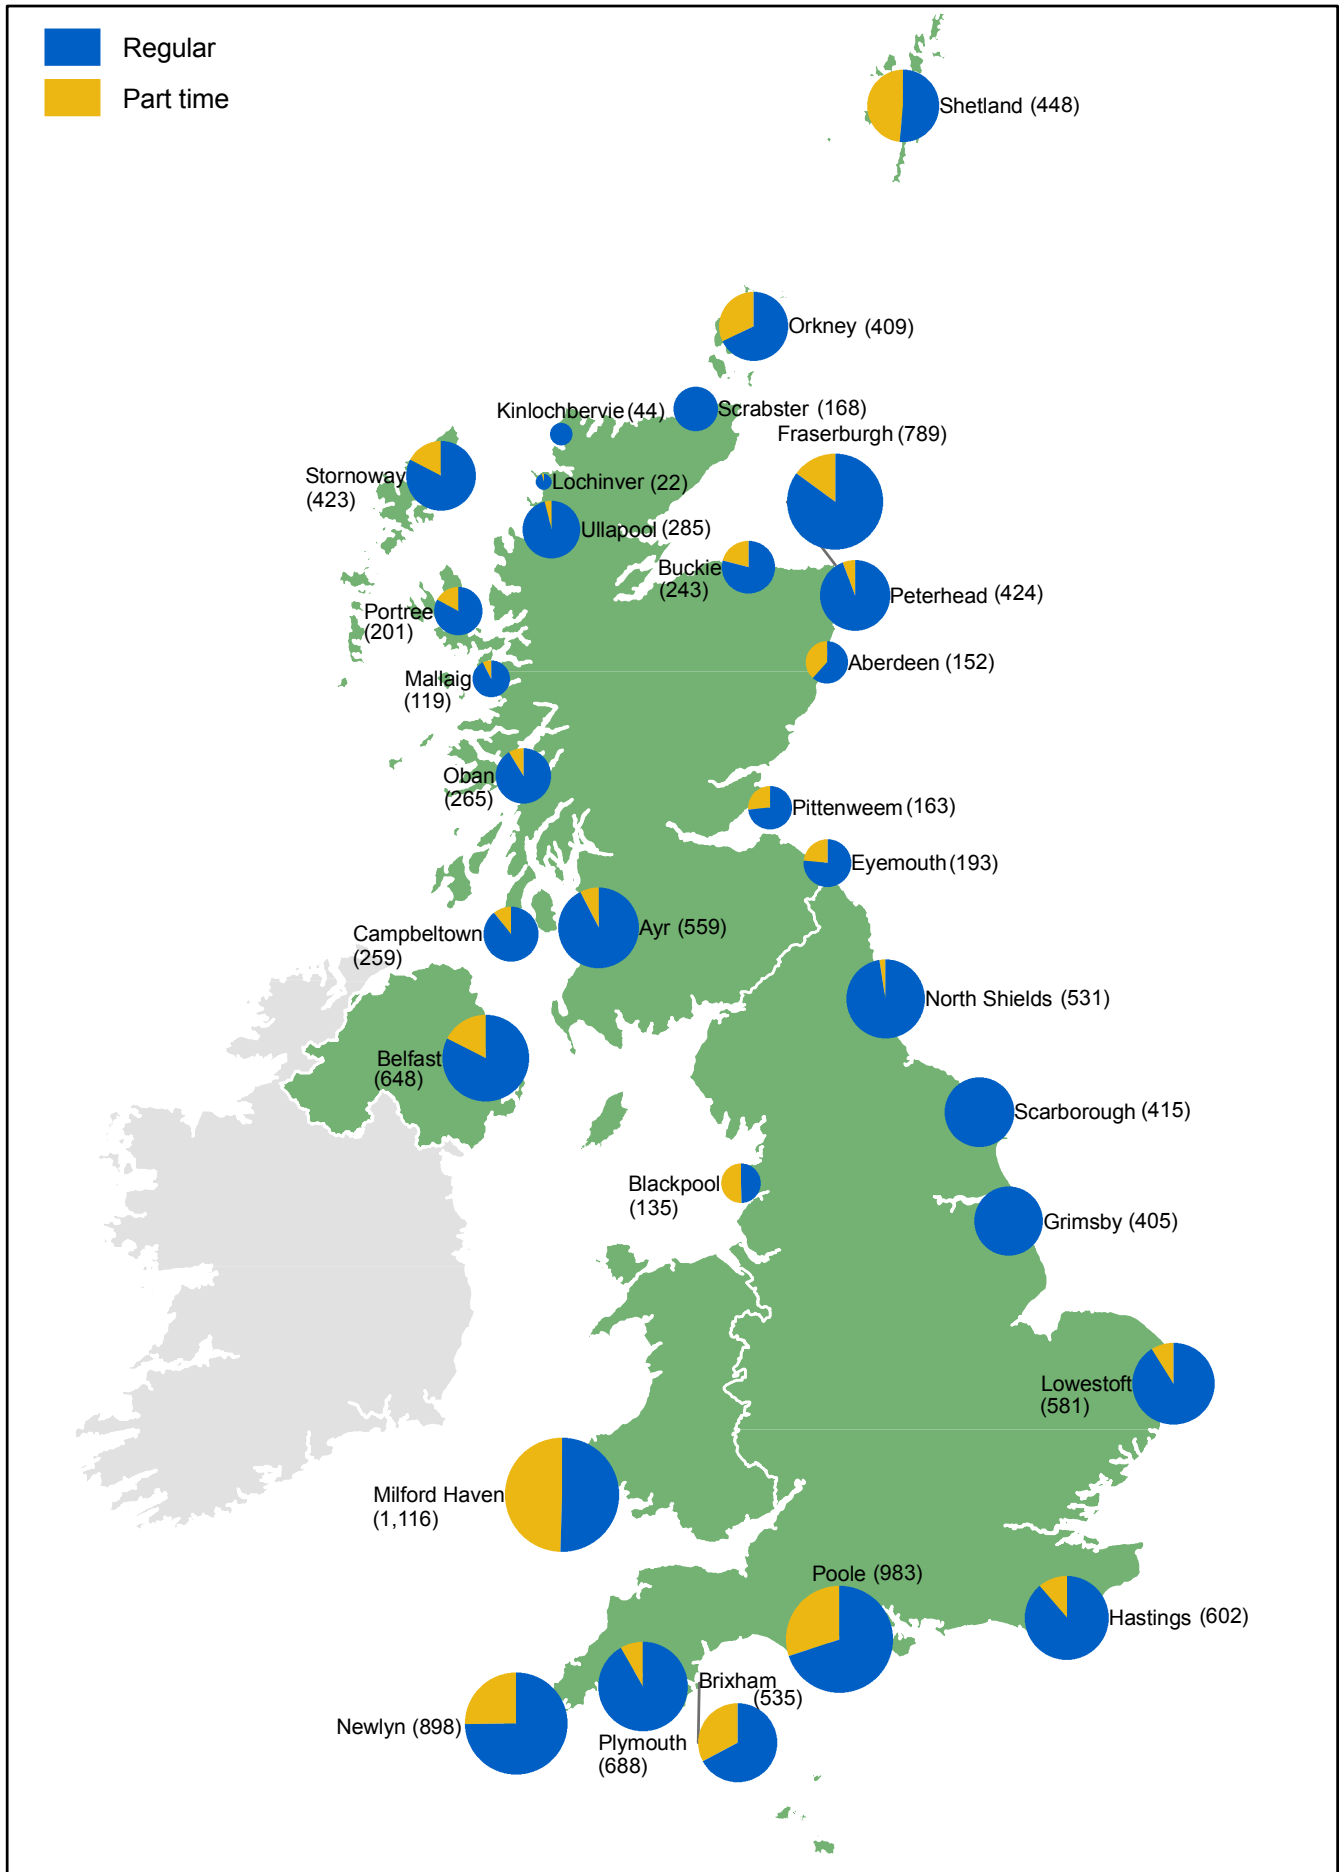 Regular
Part time
Shetland (448)
Orkney (409)
Kinlochbervie (44)
Scrabster (168)
Fraserburgh (789)
Stornoway
(423)
Lochinver (22)
Ullapool (285)
Buckie
(243)
Peterhead (424)
Portree
(201)
Aberdeen (152)
Mallaig
(119)
Oban
(265)
Pittenweem (163)
Eyemouth (193)
Campbeltown
(259)
Ayr (559)
North Shields (531)
Belfast
(648)
Scarborough (415)
Blackpool
(135)
Grimsby (405)
Lowestoft
(581)
Milford Haven
(1,116)
Poole (983)
Hastings (602)
Brixham
(535)
Newlyn (898)
Plymouth
(688)